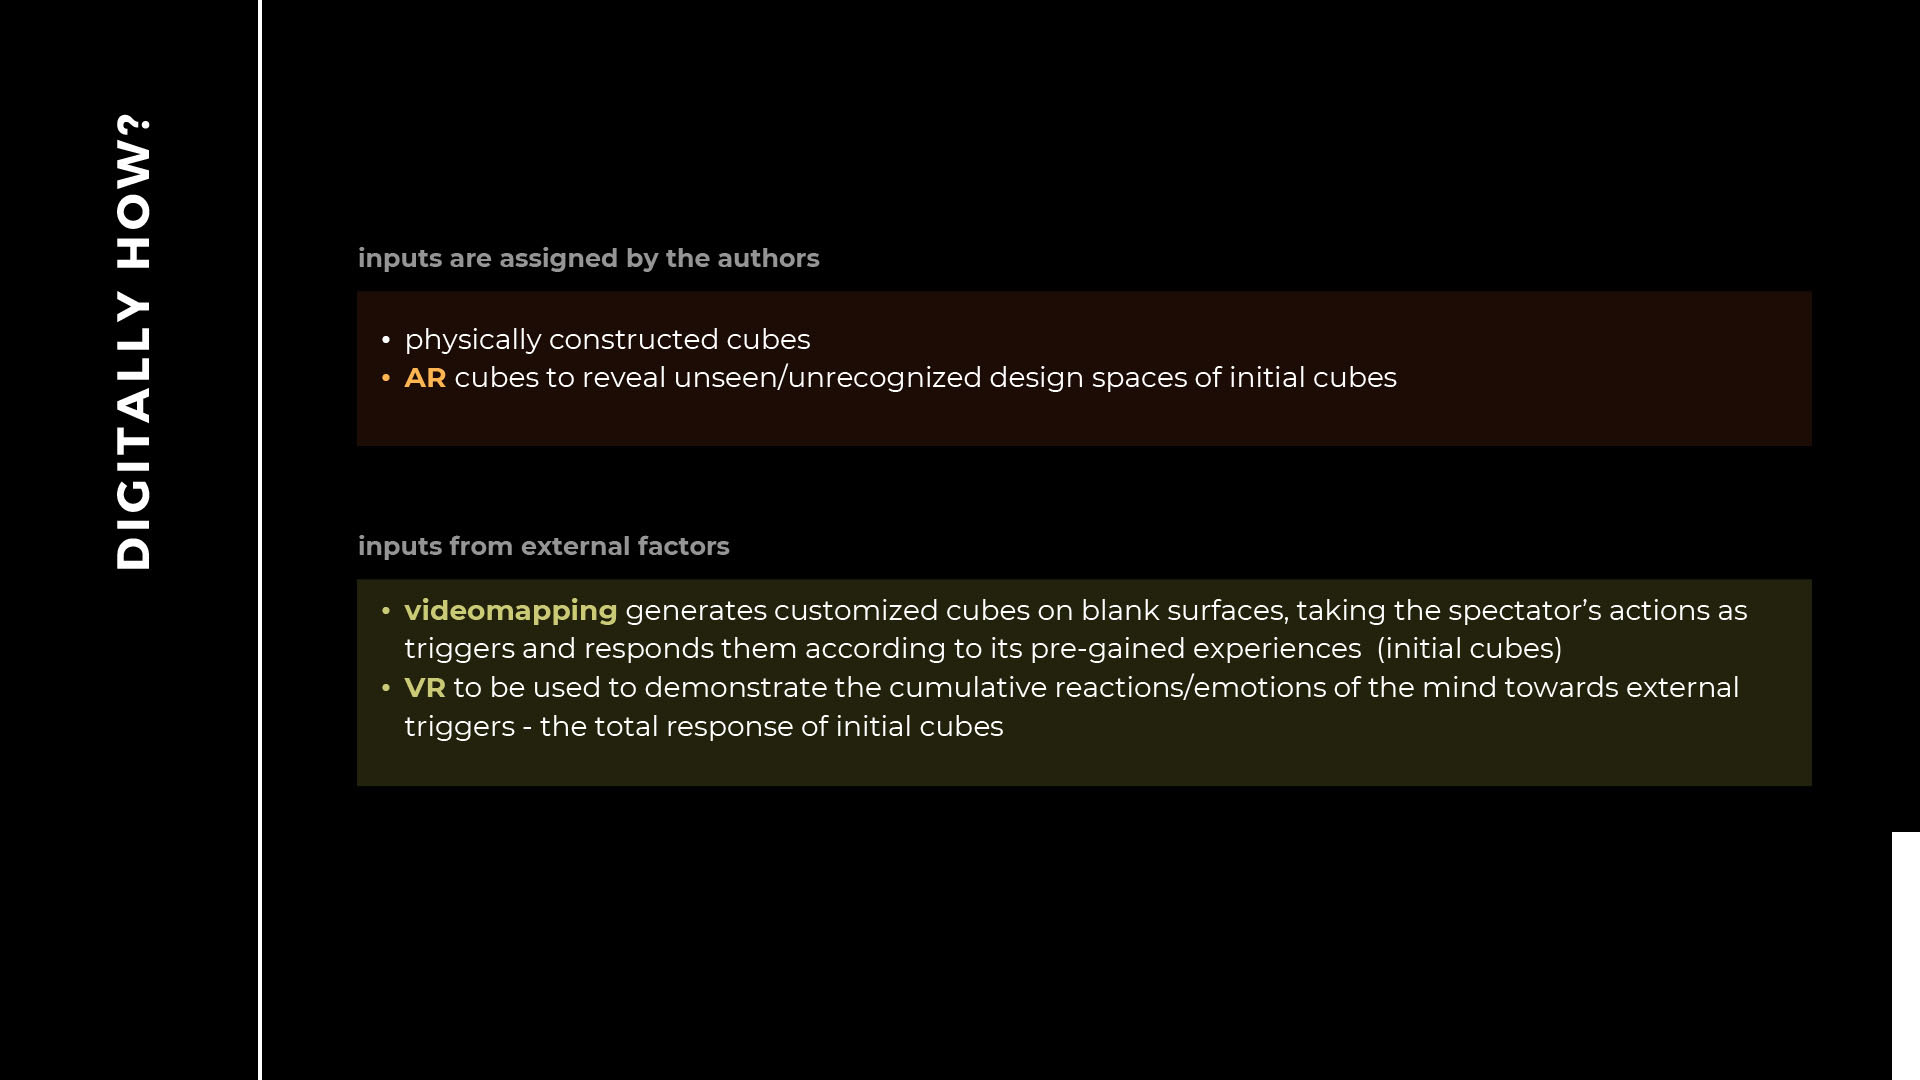 DIGITALLY HOW?
inputs are assigned by the authors
• physically constructed cubes
• AR cubes to reveal unseen/unrecognized design spaces of initial cubes
inputs from external factors
• videomapping generates customized cubes on blank surfaces, taking the spectator’s actions as
triggers and responds them according to its pre-gained experiences  (initial cubes)
• VR to be used to demonstrate the cumulative reactions/emotions of the mind towards external
triggers - the total response of initial cubes